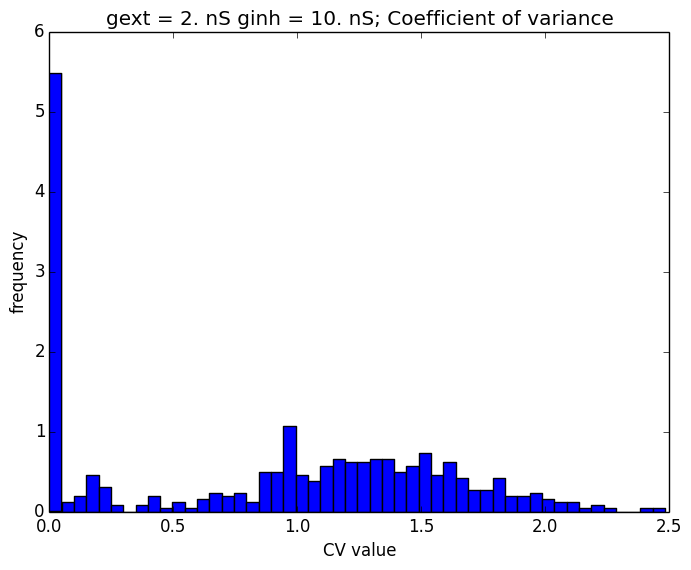 gext = 2. nS ginh = 10. nS; Coefficient of variance
6
5
4
3
2
1
0
frequency
0.0 0.5 1.0 1.5 2.0 2.5
CV value